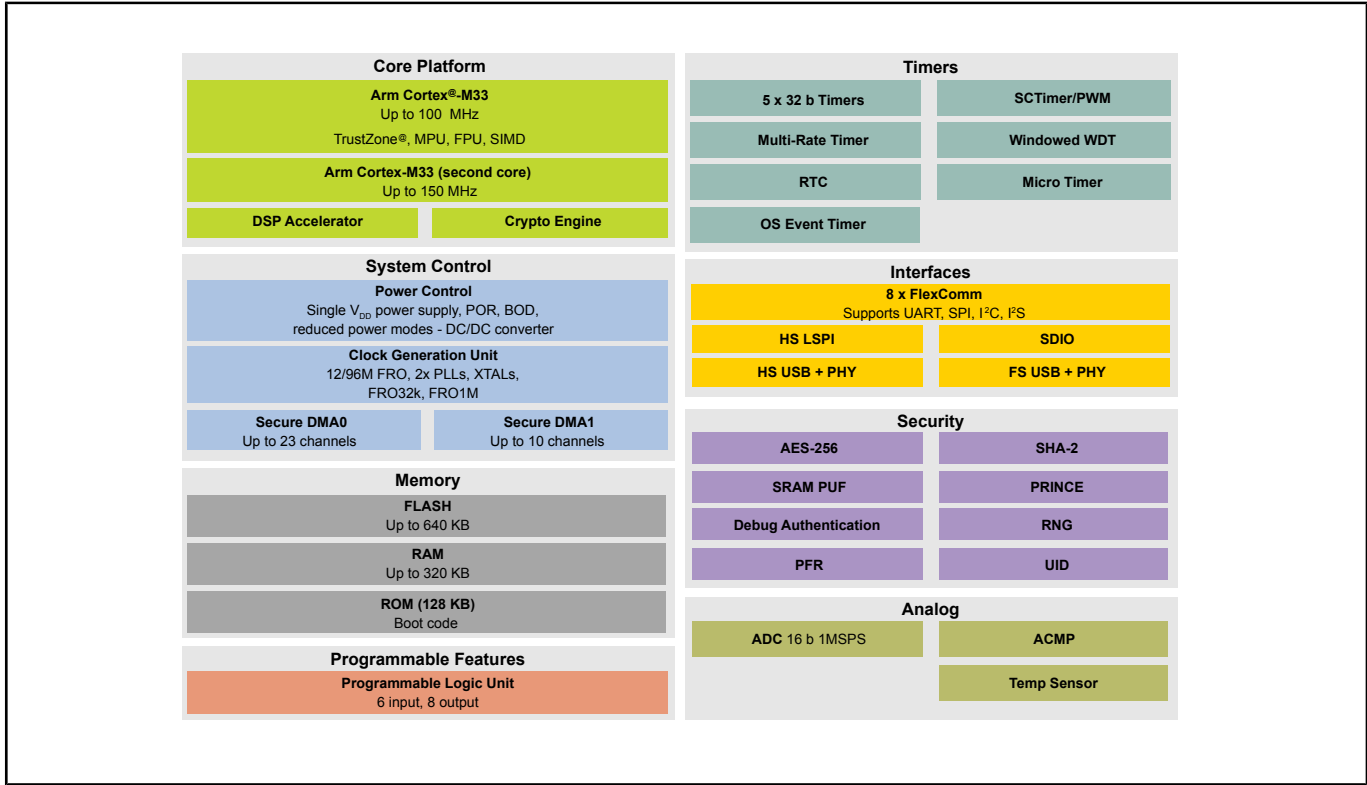 Core Platform
Arm Cortex®-M33
Up to 100 MHz
TrustZone®, MPU, FPU, SIMD
Arm Cortex-M33 (second core)
Up to 150 MHz
DSP Accelerator
Crypto Engine
System Control
Power Control
Single VDD power supply, POR, BOD,
reduced power modes - DC/DC converter
Clock Generation Unit
12/96M FRO, 2x PLLs, XTALs,
FRO32k, FRO1M
Secure DMA0
Up to 23 channels
Secure DMA1
Up to 10 channels
Memory
FLASH
Up to 640 KB
RAM
Up to 320 KB
ROM (128 KB)
Boot code
Programmable Features
Programmable Logic Unit
6 input, 8 output
Timers
5 x 32 b Timers
SCTimer/PWM
Multi-Rate Timer
Windowed WDT
RTC
Micro Timer
OS Event Timer
Interfaces
8 x FlexComm
Supports UART, SPI, I²C, I²S
HS LSPI
SDIO
HS USB + PHY
FS USB + PHY
Security
AES-256
SHA-2
SRAM PUF
PRINCE
Debug Authentication
RNG
PFR
UID
Analog
ADC 16 b 1MSPS
ACMP
Temp Sensor